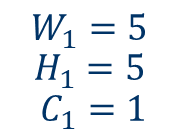 W₁ = 5
H₁ = 5
C₁ = 1